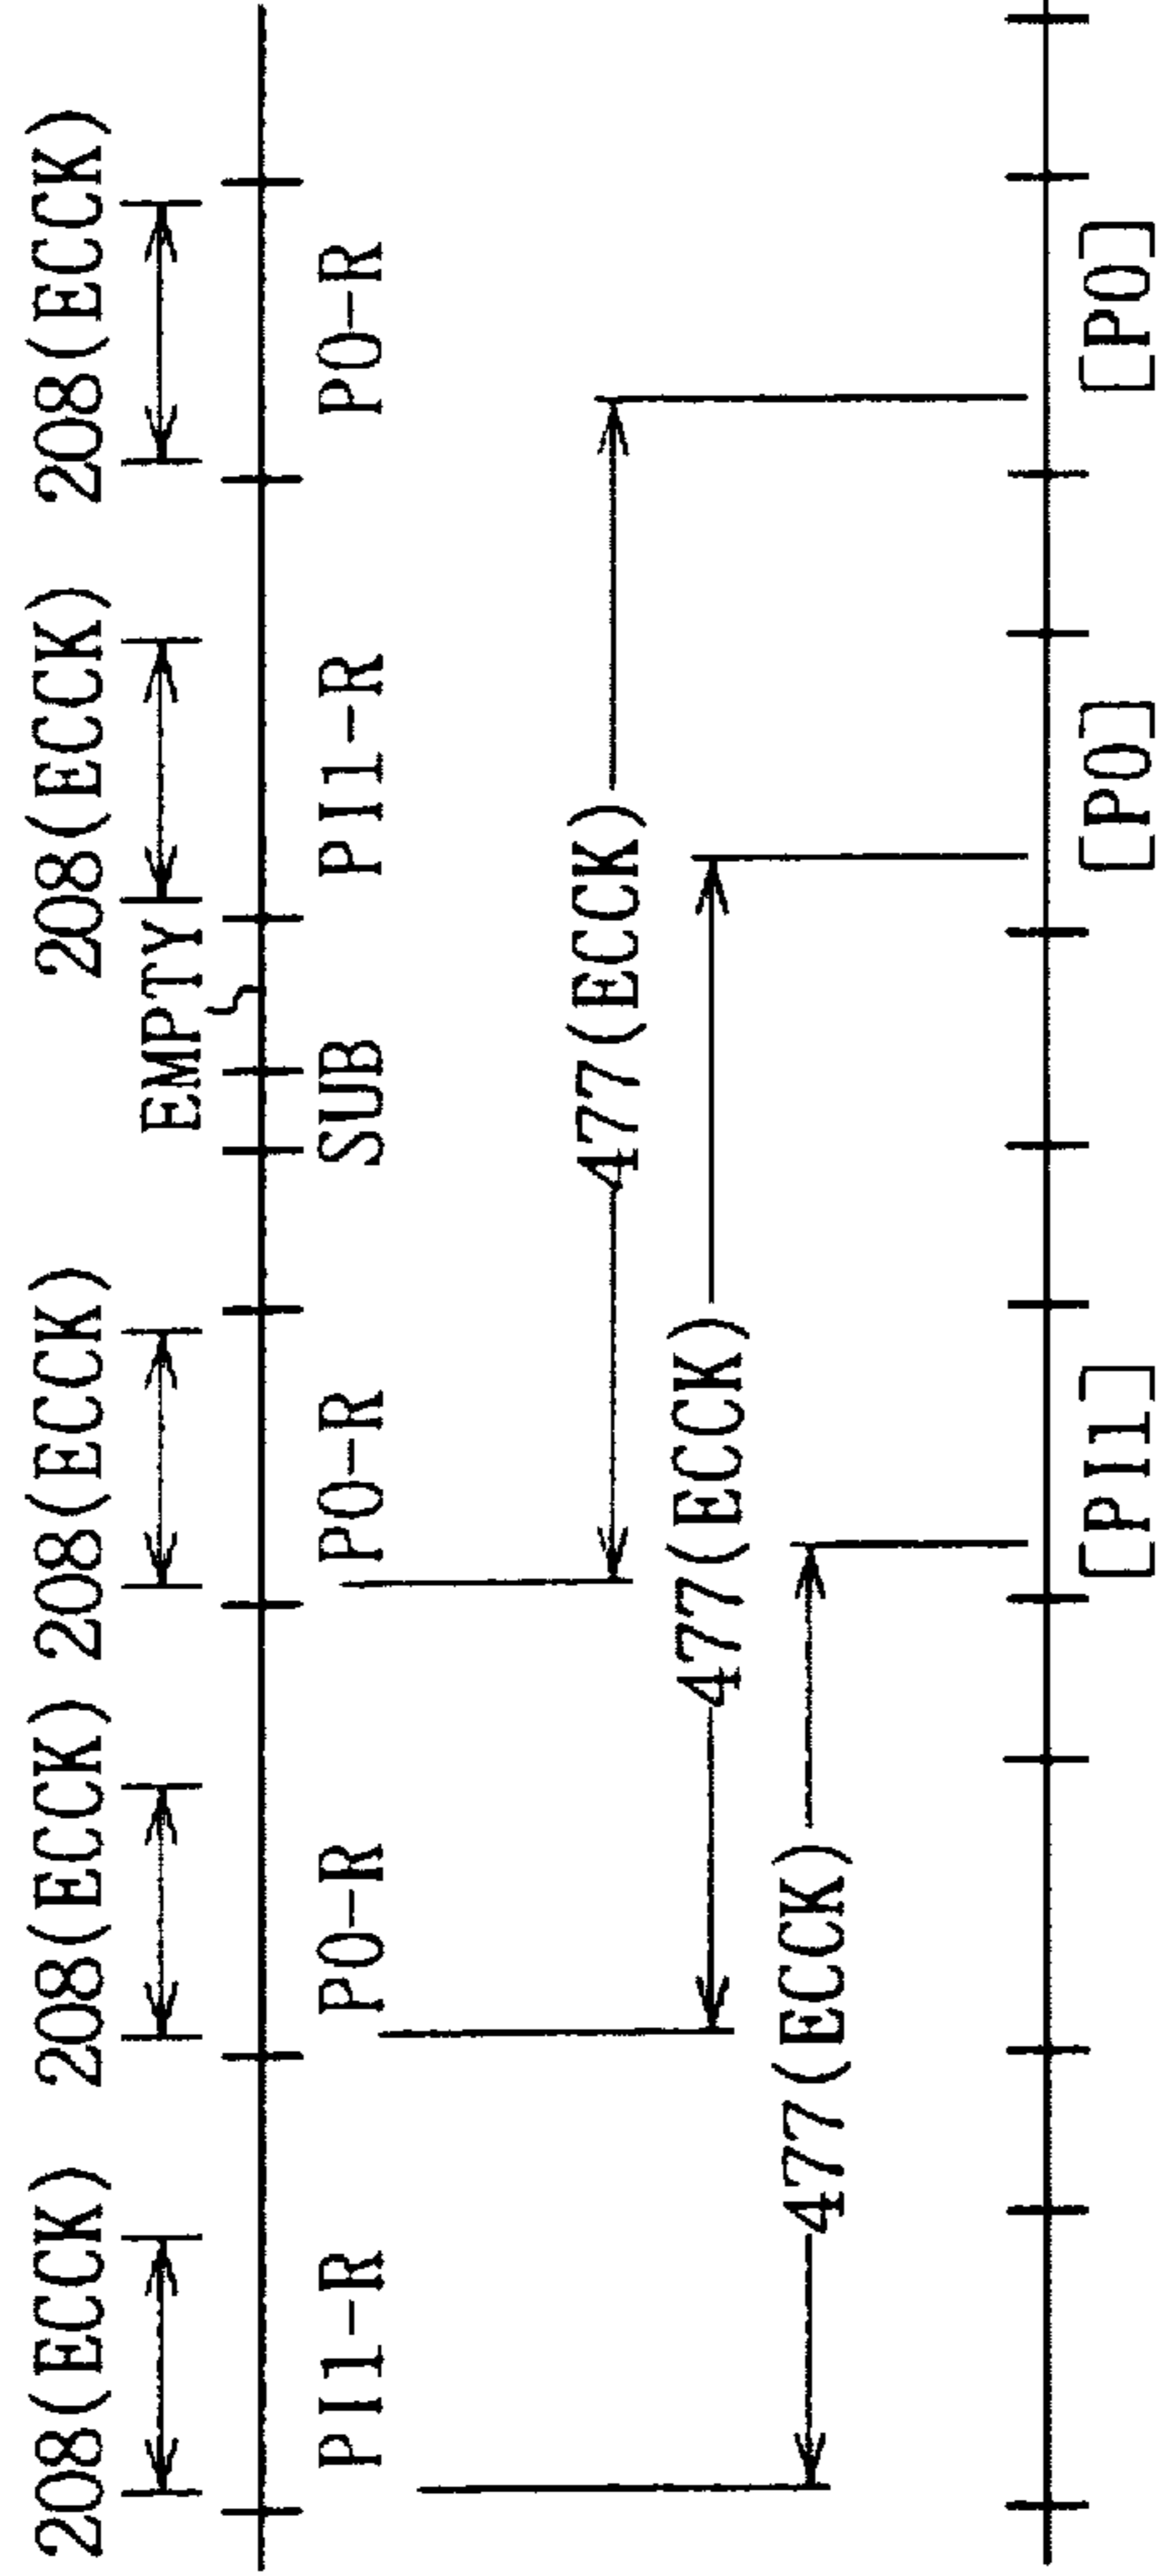 208(ECCK) 208(ECCK) 208(ECCK) 208(ECCK) 208(ECCK)
EMPTY
PI1-R PO-R PO-R SUB PI1-R PO-R
477(ECCK)
477(ECCK)
477(ECCK)
[PI1] [PO] [PO]